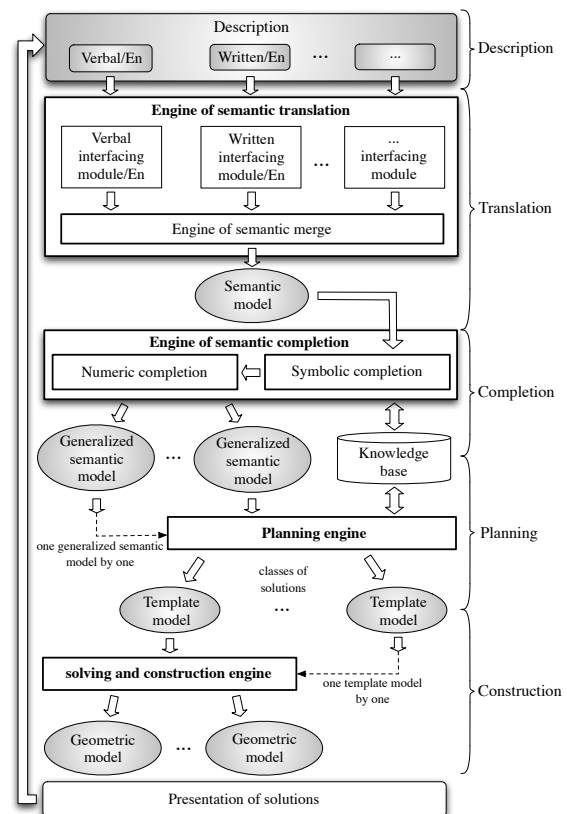 Description
Verbal/En
Written/En
...
...
Description
Engine of semantic translation
Verbal
interfacing
module/En
Written
interfacing
module/En
...
...
interfacing
module
Engine of semantic merge
Translation
Semantic
model
Engine of semantic completion
Numeric completion
Symbolic completion
Completion
Generalized
semantic
model
...
Generalized
semantic
model
Knowledge
base
Planning engine
Planning
one generalized semantic
model by one
classes of
solutions
Template
model
...
Template
model
solving and construction engine
one template model
by one
Construction
Geometric
model
...
Geometric
model
Presentation of solutions